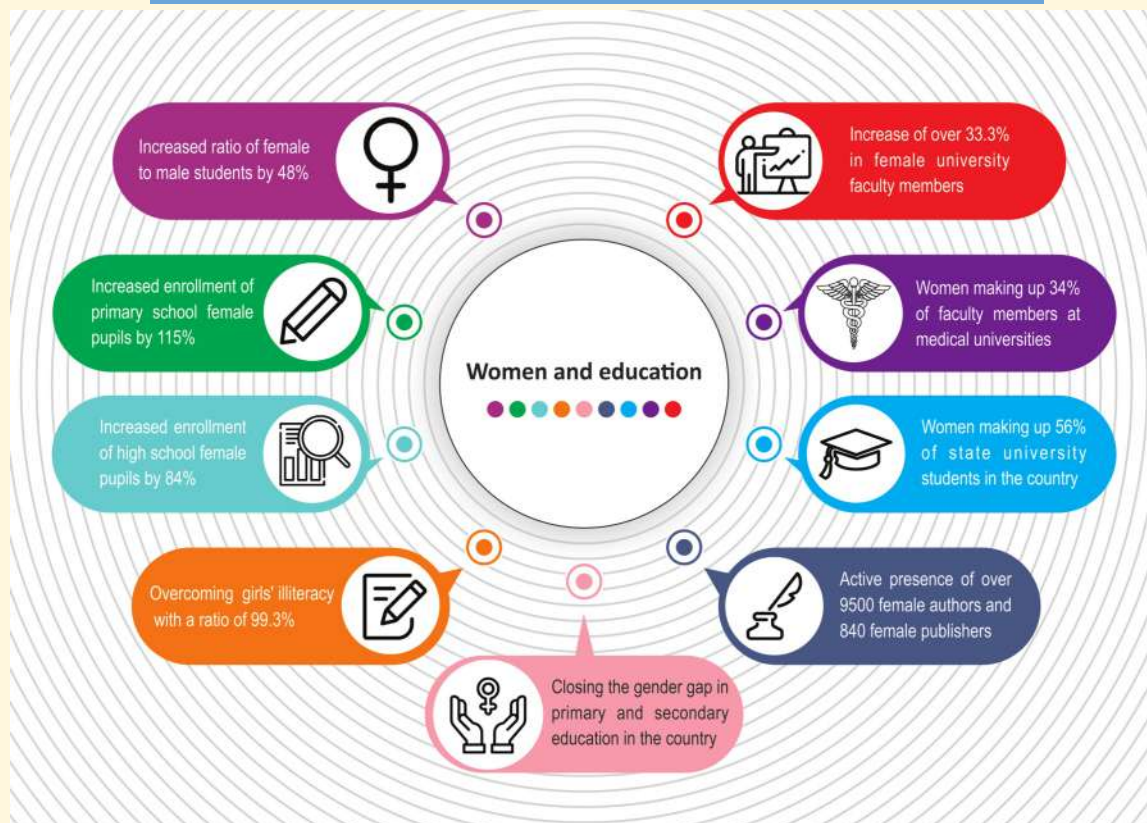 Increased ratio of female
to male students by 48%
Increase of over 33.3%
in female university
faculty members
Increased enrollment of
primary school female
pupils by 115%
Women making up 34%
of faculty members at
medical universities
Women and education
Increased enrollment
of high school female
pupils by 84%
Women making up 56%
of state university
students in the country
Overcoming girls' illiteracy
with a ratio of 99.3%
Active presence of over
9500 female authors and
840 female publishers
Closing the gender gap in
primary and secondary
education in the country